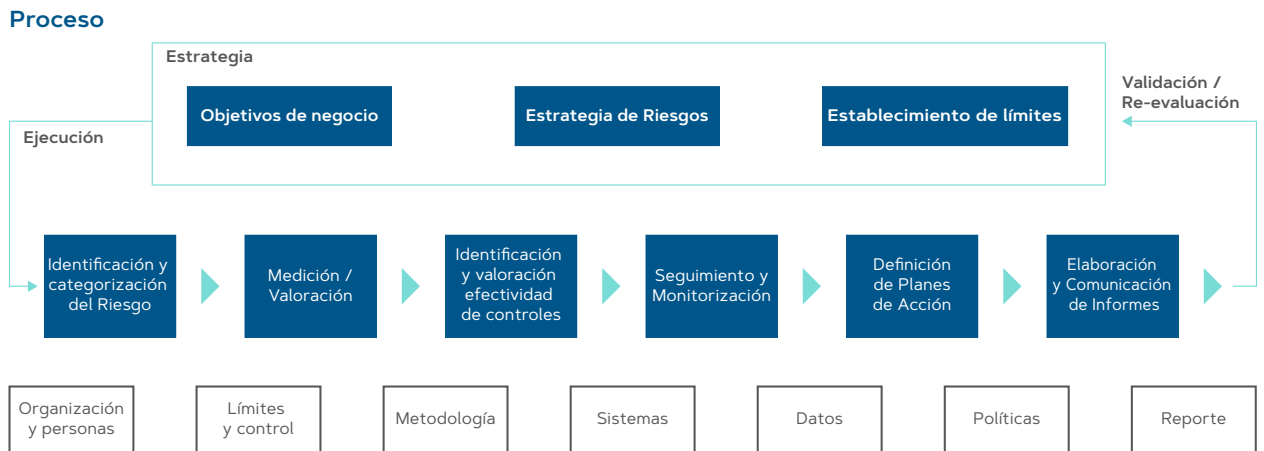 Proceso
Estrategia
Objetivos de negocio
Estrategia de Riesgos
Establecimiento de límites
Validación /
Re-evaluación
Ejecución
Identificación y
categorización
del Riesgo
Medición /
Valoración
Identificación
y valoración
efectividad
de controles
Seguimiento y
Monitorización
Definición
de Planes
de Acción
Elaboración
y Comunicación
de Informes
Organización
y personas
Límites
y control
Metodología
Sistemas
Datos
Políticas
Reporte